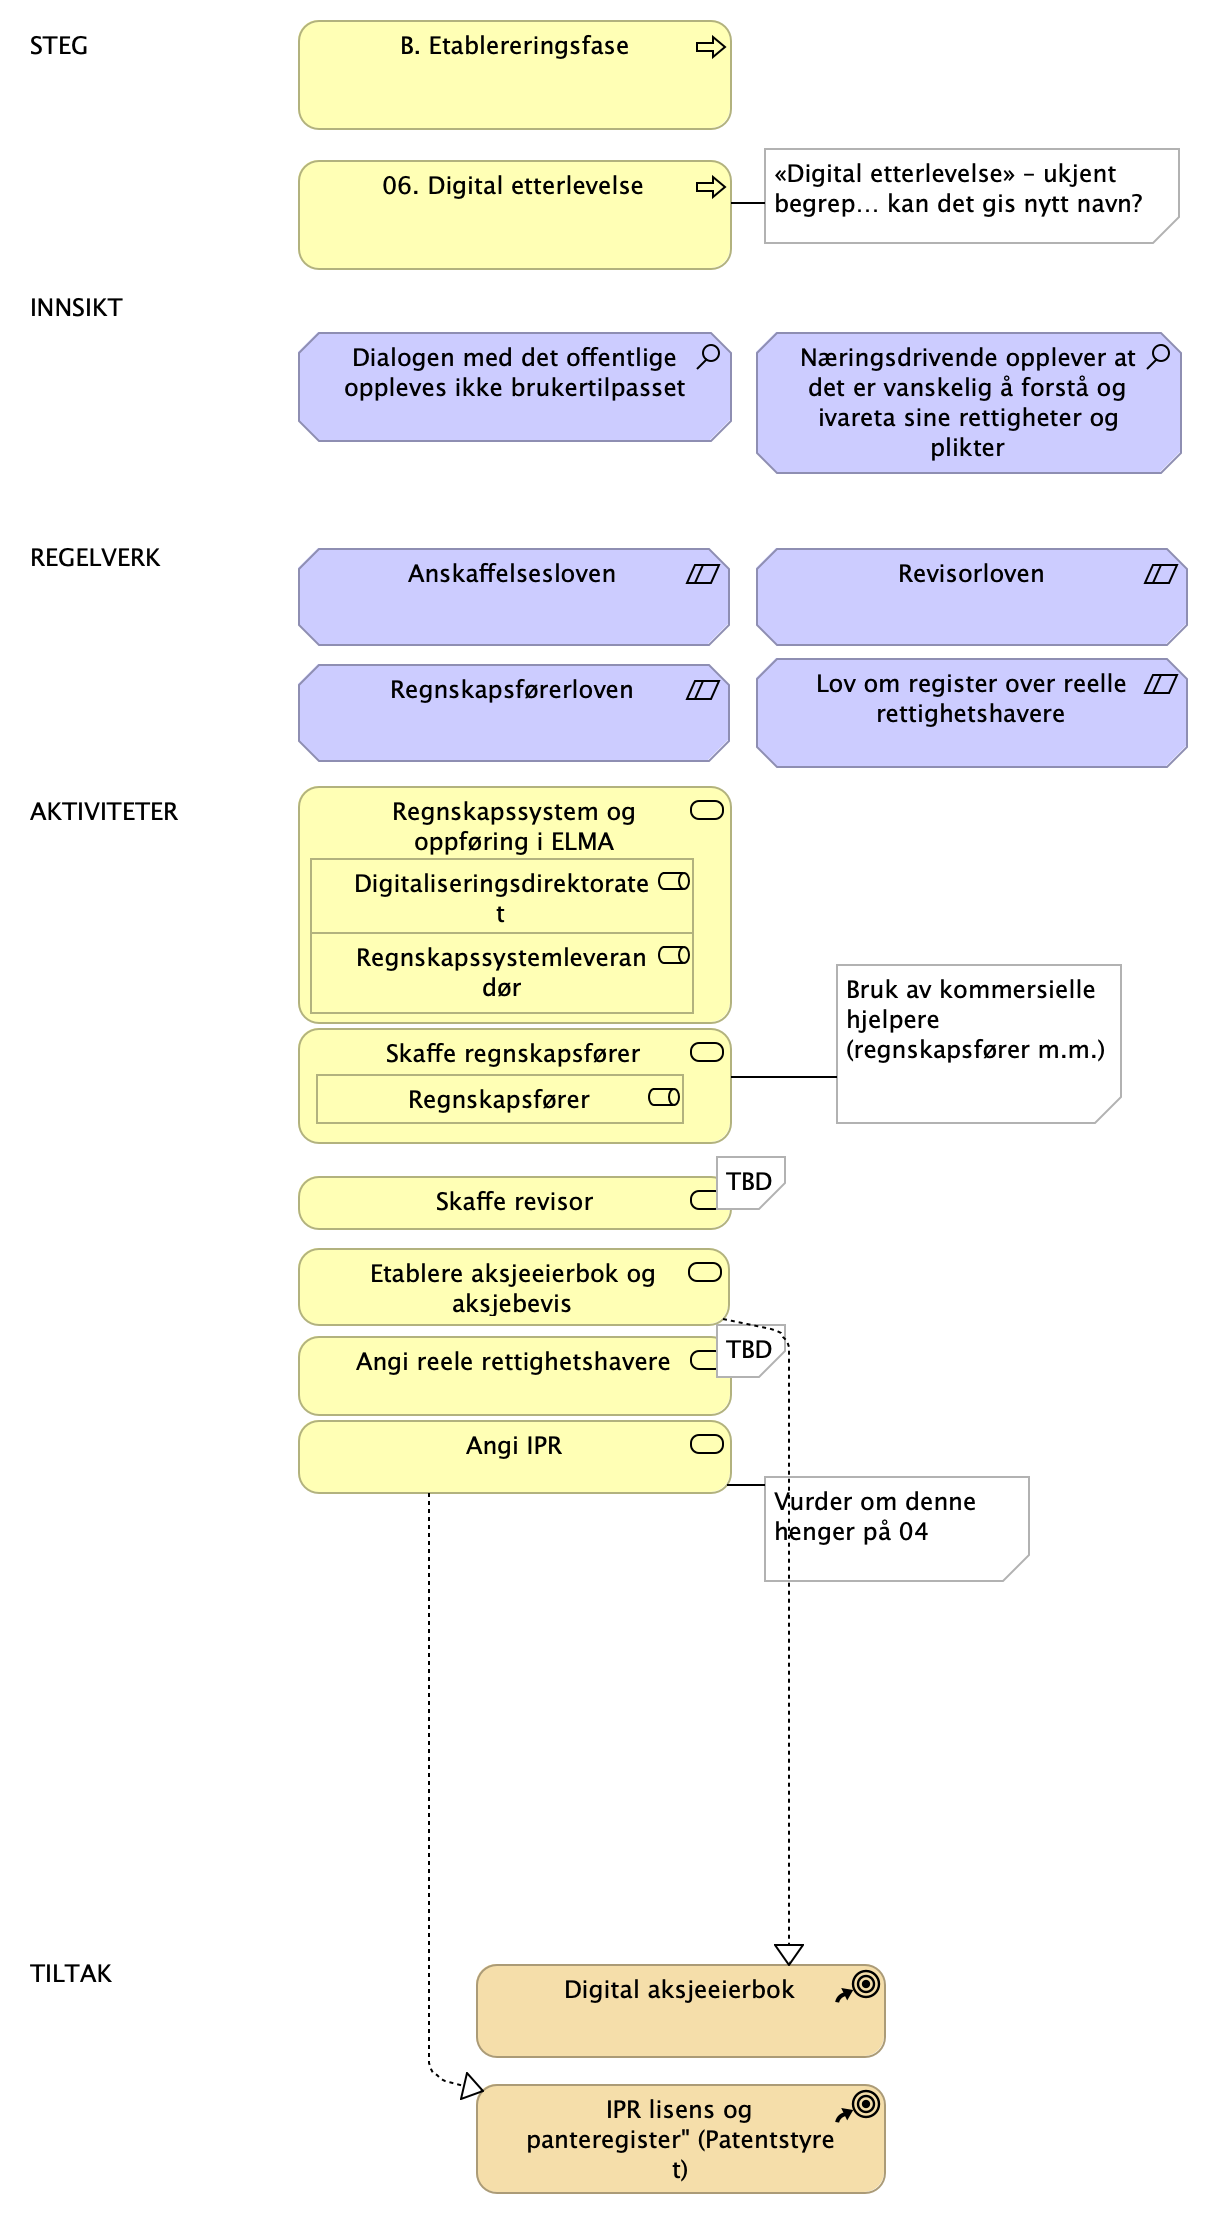 STEG
B. Etablereringsfase
06. Digital etterlevelse
«Digital etterlevelse» – ukjent
begrep... kan det gis nytt navn?
INNSIKT
Dialogen med det offentlige
oppleves ikke brukertilpasset
Næringsdrivende opplever at
det er vanskelig å forstå og
ivareta sine rettigheter og
plikter
REGELVERK
Anskaffelsesloven
Revisorloven
Regnskapsførerloven
Lov om register over reelle
rettighetshavere
AKTIVITETER
Regnskapssystem og
oppføring i ELMA
Digitaliseringsdirektorate
t
Regnskapssystemleveran
dør
Skaffe regnskapsfører
Regnskapsfører
Bruk av kommersielle
hjelpere
(regnskapsfører m.m.)
Skaffe revisor
TBD
Etablere aksjeeierbok og
aksjebevis
Angi reele rettighetshavere
TBD
Angi IPR
Vurder om denne
henger på 04
TILTAK
Digital aksjeeierbok
IPR lisens og
panteregister" (Patentstyre
t)